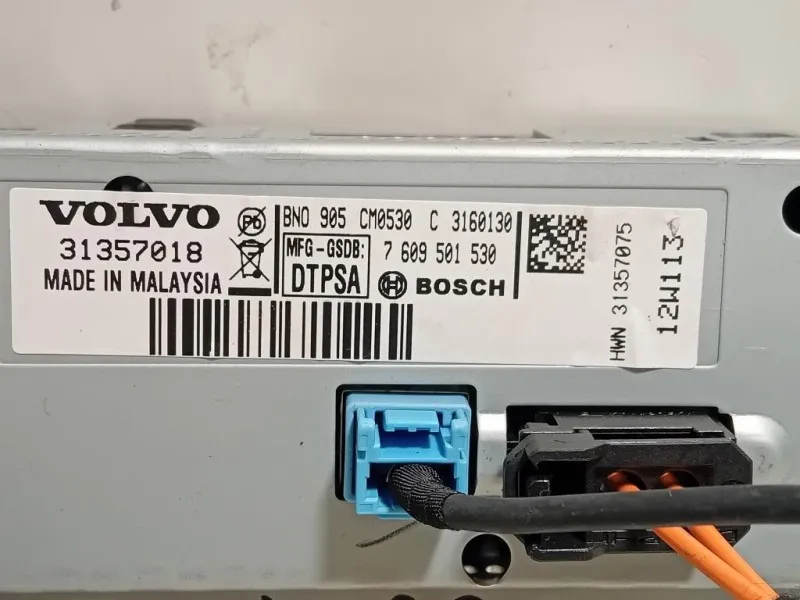 VOLVO
31357018
MADE IN MALAYSIA
Pb
BNO 905 CM0530 C 3160130
MFG-GSDB:
DTPSA
7 609 501 530
BOSCH
HWN 31357075
12W113